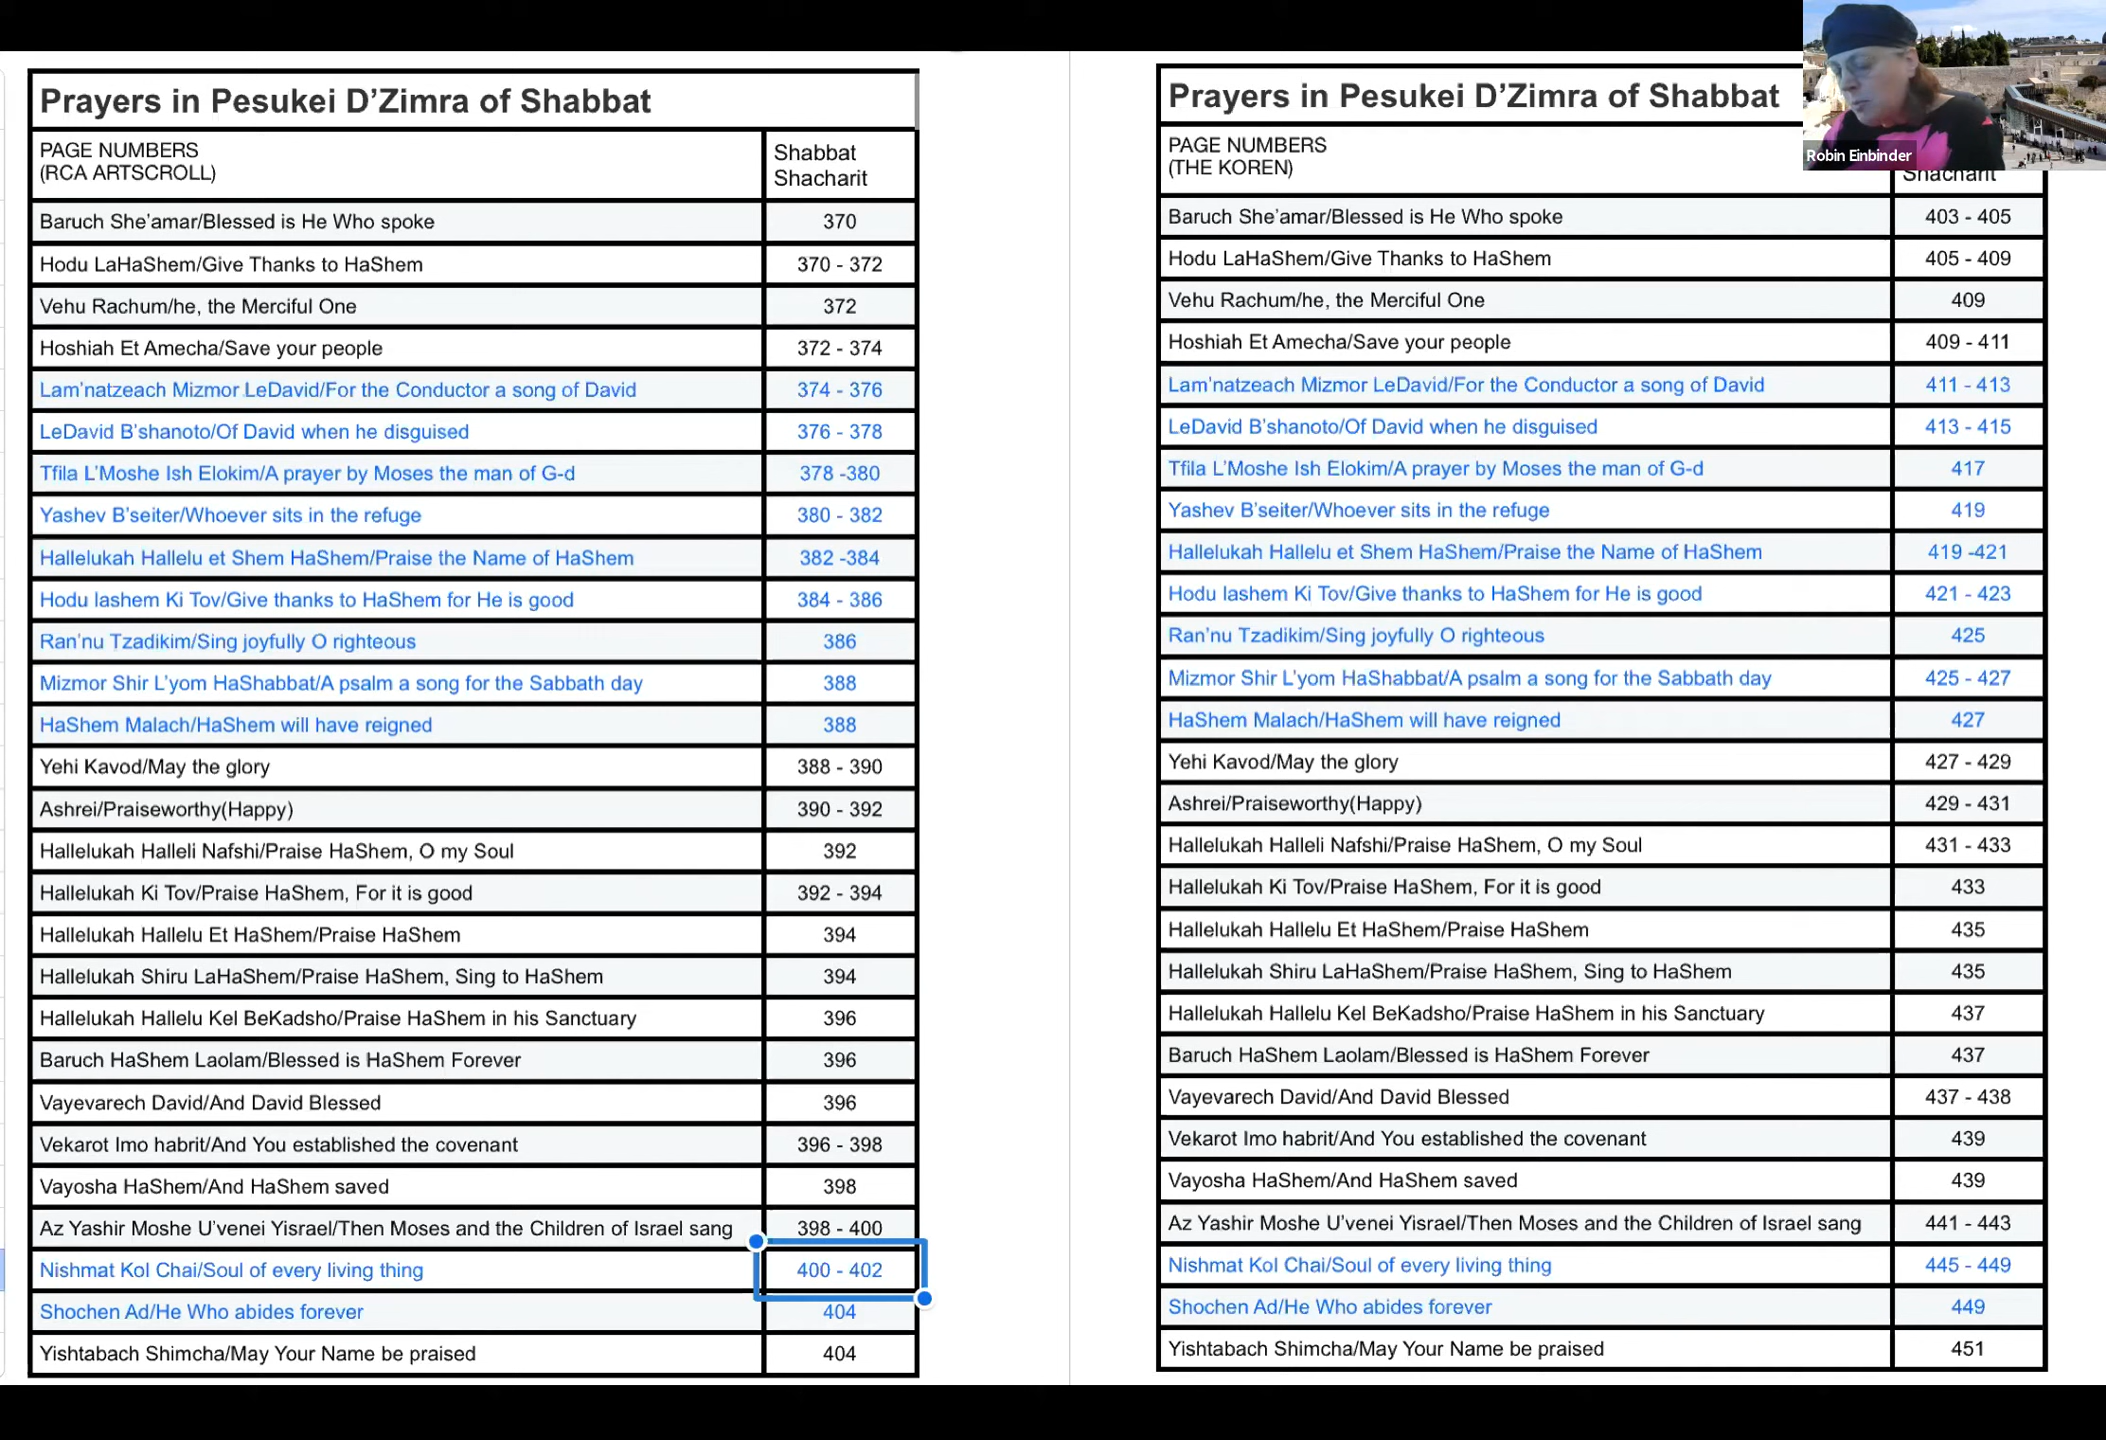 Prayers in Pesukei D’Zimra of Shabbat
PAGE NUMBERS
(RCA ARTSCROLL)
Shabbat
Shacharit
Baruch She’amar/Blessed is He Who spoke 370
Hodu LaHaShem/Give Thanks to HaShem 370 - 372
Vehu Rachum/he, the Merciful One 372
Hoshiah Et Amecha/Save your people 372 - 374
Lam’natzeach Mizmor LeDavid/For the Conductor a song of David 374 - 376
LeDavid B’shanoto/Of David when he disguised 376 - 378
Tfila L’Moshe Ish Elokim/A prayer by Moses the man of G-d 378 -380
Yashev B’seiter/Whoever sits in the refuge 380 - 382
Hallelukah Hallelu et Shem HaShem/Praise the Name of HaShem 382 -384
Hodu lashem Ki Tov/Give thanks to HaShem for He is good 384 - 386
Ran’nu Tzadikim/Sing joyfully O righteous 386
Mizmor Shir L’yom HaShabbat/A psalm a song for the Sabbath day 388
HaShem Malach/HaShem will have reigned 388
Yehi Kavod/May the glory 388 - 390
Ashrei/Praiseworthy(Happy) 390 - 392
Hallelukah Halleli Nafshi/Praise HaShem, O my Soul 392
Hallelukah Ki Tov/Praise HaShem, For it is good 392 - 394
Hallelukah Hallelu Et HaShem/Praise HaShem 394
Hallelukah Shiru LaHaShem/Praise HaShem, Sing to HaShem 394
Hallelukah Hallelu Kel BeKadsho/Praise HaShem in his Sanctuary 396
Baruch HaShem Laolam/Blessed is HaShem Forever 396
Vayevarech David/And David Blessed 396
Vekarot Imo habrit/And You established the covenant 396 - 398
Vayosha HaShem/And HaShem saved 398
Az Yashir Moshe U’venei Yisrael/Then Moses and the Children of Israel sang 398 - 400
Nishmat Kol Chai/Soul of every living thing 400 - 402
Shochen Ad/He Who abides forever 404
Yishtabach Shimcha/May Your Name be praised 404
Prayers in Pesukei D’Zimra of Shabbat
PAGE NUMBERS
(THE KOREN)
Shacharit
Baruch She’amar/Blessed is He Who spoke 403 - 405
Hodu LaHaShem/Give Thanks to HaShem 405 - 409
Vehu Rachum/he, the Merciful One 409
Hoshiah Et Amecha/Save your people 409 - 411
Lam’natzeach Mizmor LeDavid/For the Conductor a song of David 411 - 413
LeDavid B’shanoto/Of David when he disguised 413 - 415
Tfila L’Moshe Ish Elokim/A prayer by Moses the man of G-d 417
Yashev B’seiter/Whoever sits in the refuge 419
Hallelukah Hallelu et Shem HaShem/Praise the Name of HaShem 419 -421
Hodu lashem Ki Tov/Give thanks to HaShem for He is good 421 - 423
Ran’nu Tzadikim/Sing joyfully O righteous 425
Mizmor Shir L’yom HaShabbat/A psalm a song for the Sabbath day 425 - 427
HaShem Malach/HaShem will have reigned 427
Yehi Kavod/May the glory 427 - 429
Ashrei/Praiseworthy(Happy) 429 - 431
Hallelukah Halleli Nafshi/Praise HaShem, O my Soul 431 - 433
Hallelukah Ki Tov/Praise HaShem, For it is good 433
Hallelukah Hallelu Et HaShem/Praise HaShem 435
Hallelukah Shiru LaHaShem/Praise HaShem, Sing to HaShem 435
Hallelukah Hallelu Kel BeKadsho/Praise HaShem in his Sanctuary 437
Baruch HaShem Laolam/Blessed is HaShem Forever 437
Vayevarech David/And David Blessed 437 - 438
Vekarot Imo habrit/And You established the covenant 439
Vayosha HaShem/And HaShem saved 439
Az Yashir Moshe U’venei Yisrael/Then Moses and the Children of Israel sang 441 - 443
Nishmat Kol Chai/Soul of every living thing 445 - 449
Shochen Ad/He Who abides forever 449
Yishtabach Shimcha/May Your Name be praised 451
Robin Einbinder